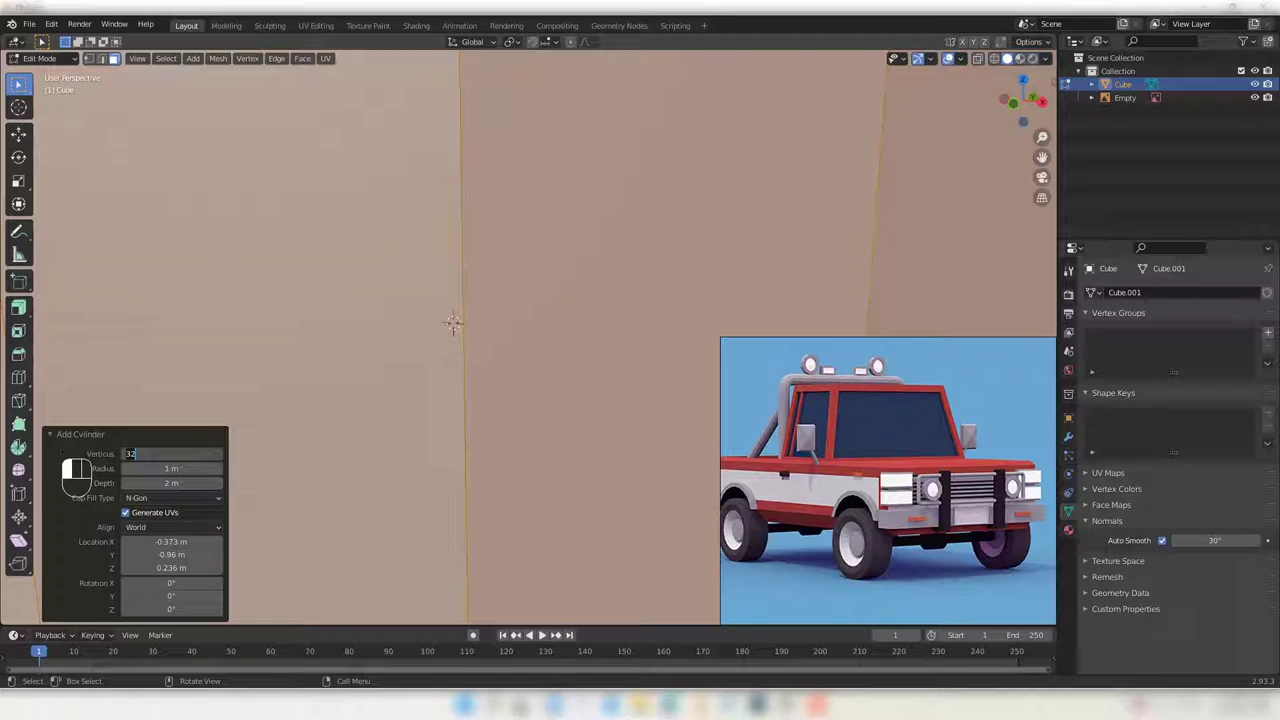 File Edit Render Window Help Layout Modeling Sculpting UV Editing Texture Paint Shading Animation Rendering Compositing Geometry Nodes Scripting + Scene View Layer
Global Options
Edit Mode View Select Add Mesh Vertex Edge Face UV
User Perspective
(1) Cube
Scene Collection
Collection
Cube
Empty
Cube Cube.001
Cube.001
Vertex Groups
Shape Keys
UV Maps
Vertex Colors
Face Maps
Normals
Auto Smooth 30°
Texture Space
Remesh
Geometry Data
Custom Properties
Add Cylinder
Vertices 32
Radius 1 m
Depth 2 m
Cap Fill Type N-Gon
Generate UVs
Align World
Location X -0.373 m
Y -0.96 m
Z 0.236 m
Rotation X 0°
Y 0°
Z 0°
Playback Keying View Marker 1 Start 1 End 250
1 10 20 30 40 50 60 70 80 90 100 110 120 130 140 150 160 170 180 190 200 210 220 230 240 250
Select Box Select Rotate View Call Menu 2.93.3